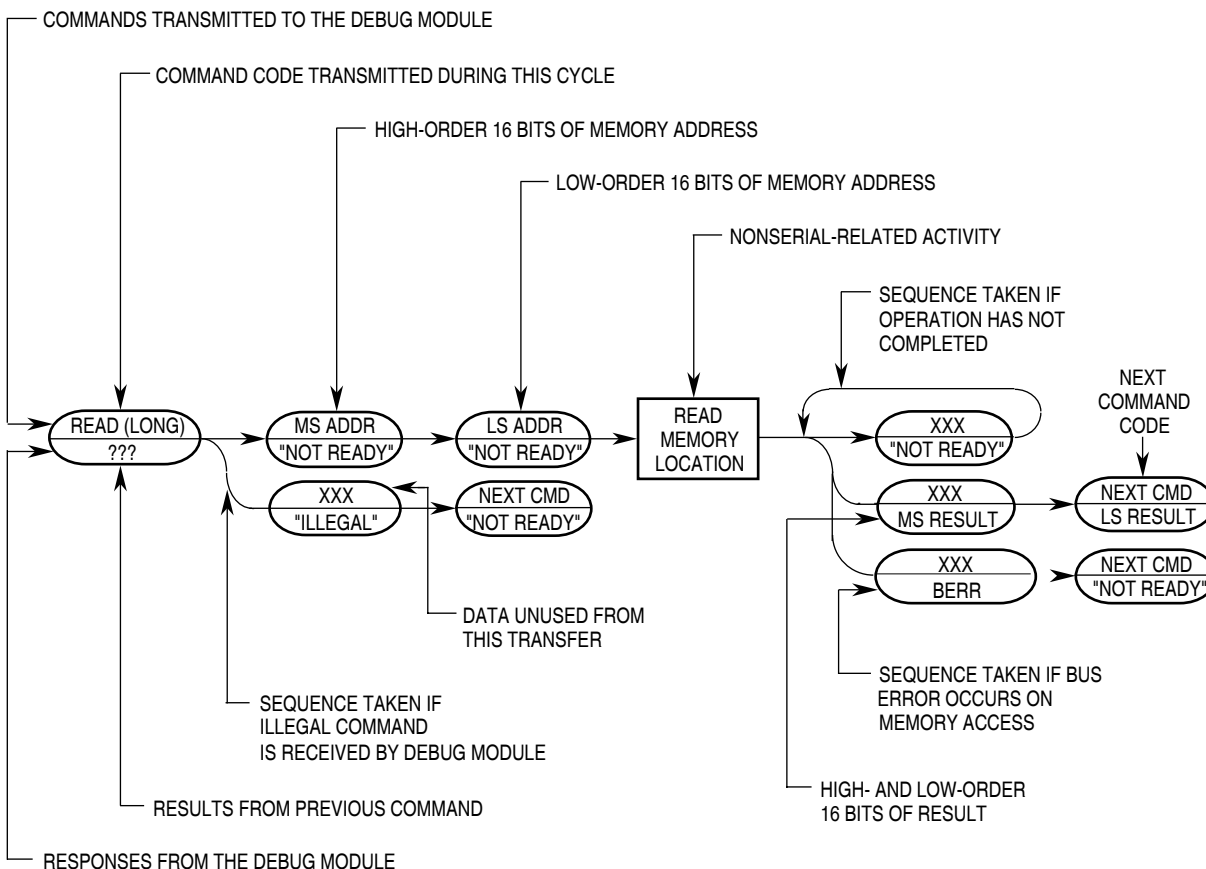 COMMANDS TRANSMITTED TO THE DEBUG MODULE
COMMAND CODE TRANSMITTED DURING THIS CYCLE
HIGH-ORDER 16 BITS OF MEMORY ADDRESS
LOW-ORDER 16 BITS OF MEMORY ADDRESS
NONSERIAL-RELATED ACTIVITY
SEQUENCE TAKEN IF
OPERATION HAS NOT
COMPLETED
NEXT
COMMAND
CODE
READ (LONG)
???
MS ADDR
"NOT READY"
LS ADDR
"NOT READY"
READ
MEMORY
LOCATION
XXX
"NOT READY"
XXX
"ILLEGAL"
NEXT CMD
"NOT READY"
XXX
MS RESULT
NEXT CMD
LS RESULT
XXX
BERR
NEXT CMD
"NOT READY"
DATA UNUSED FROM
THIS TRANSFER
SEQUENCE TAKEN IF
ILLEGAL COMMAND
IS RECEIVED BY DEBUG MODULE
SEQUENCE TAKEN IF BUS
ERROR OCCURS ON
MEMORY ACCESS
HIGH- AND LOW-ORDER
16 BITS OF RESULT
RESULTS FROM PREVIOUS COMMAND
RESPONSES FROM THE DEBUG MODULE